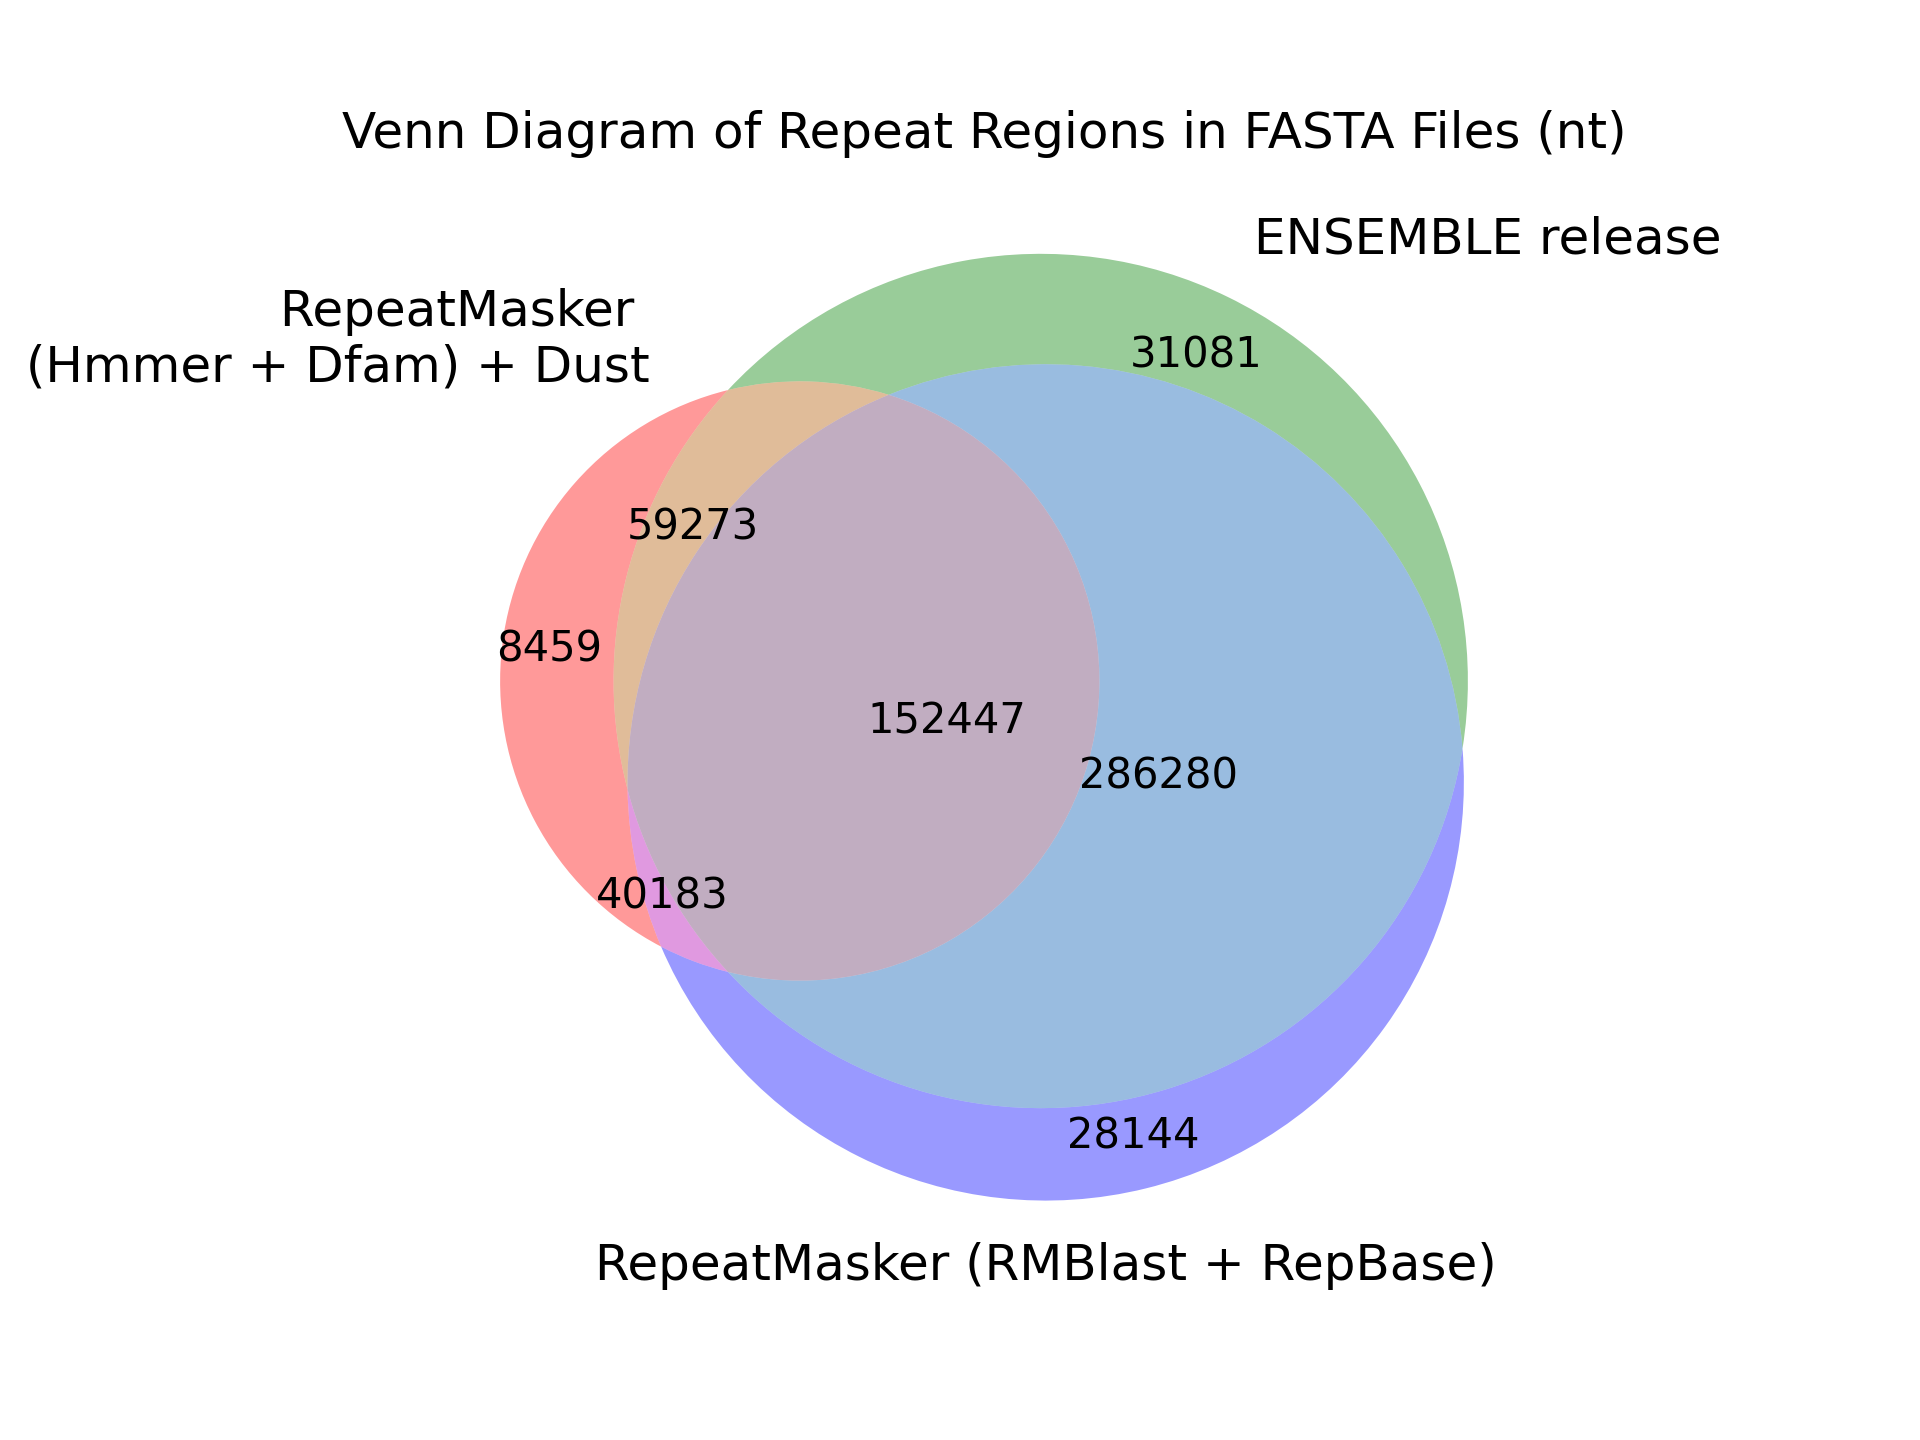 Venn Diagram of Repeat Regions in FASTA Files (nt)
ENSEMBLE release
RepeatMasker
(Hmmer + Dfam) + Dust
31081
59273
8459
152447
286280
40183
28144
RepeatMasker (RMBlast + RepBase)